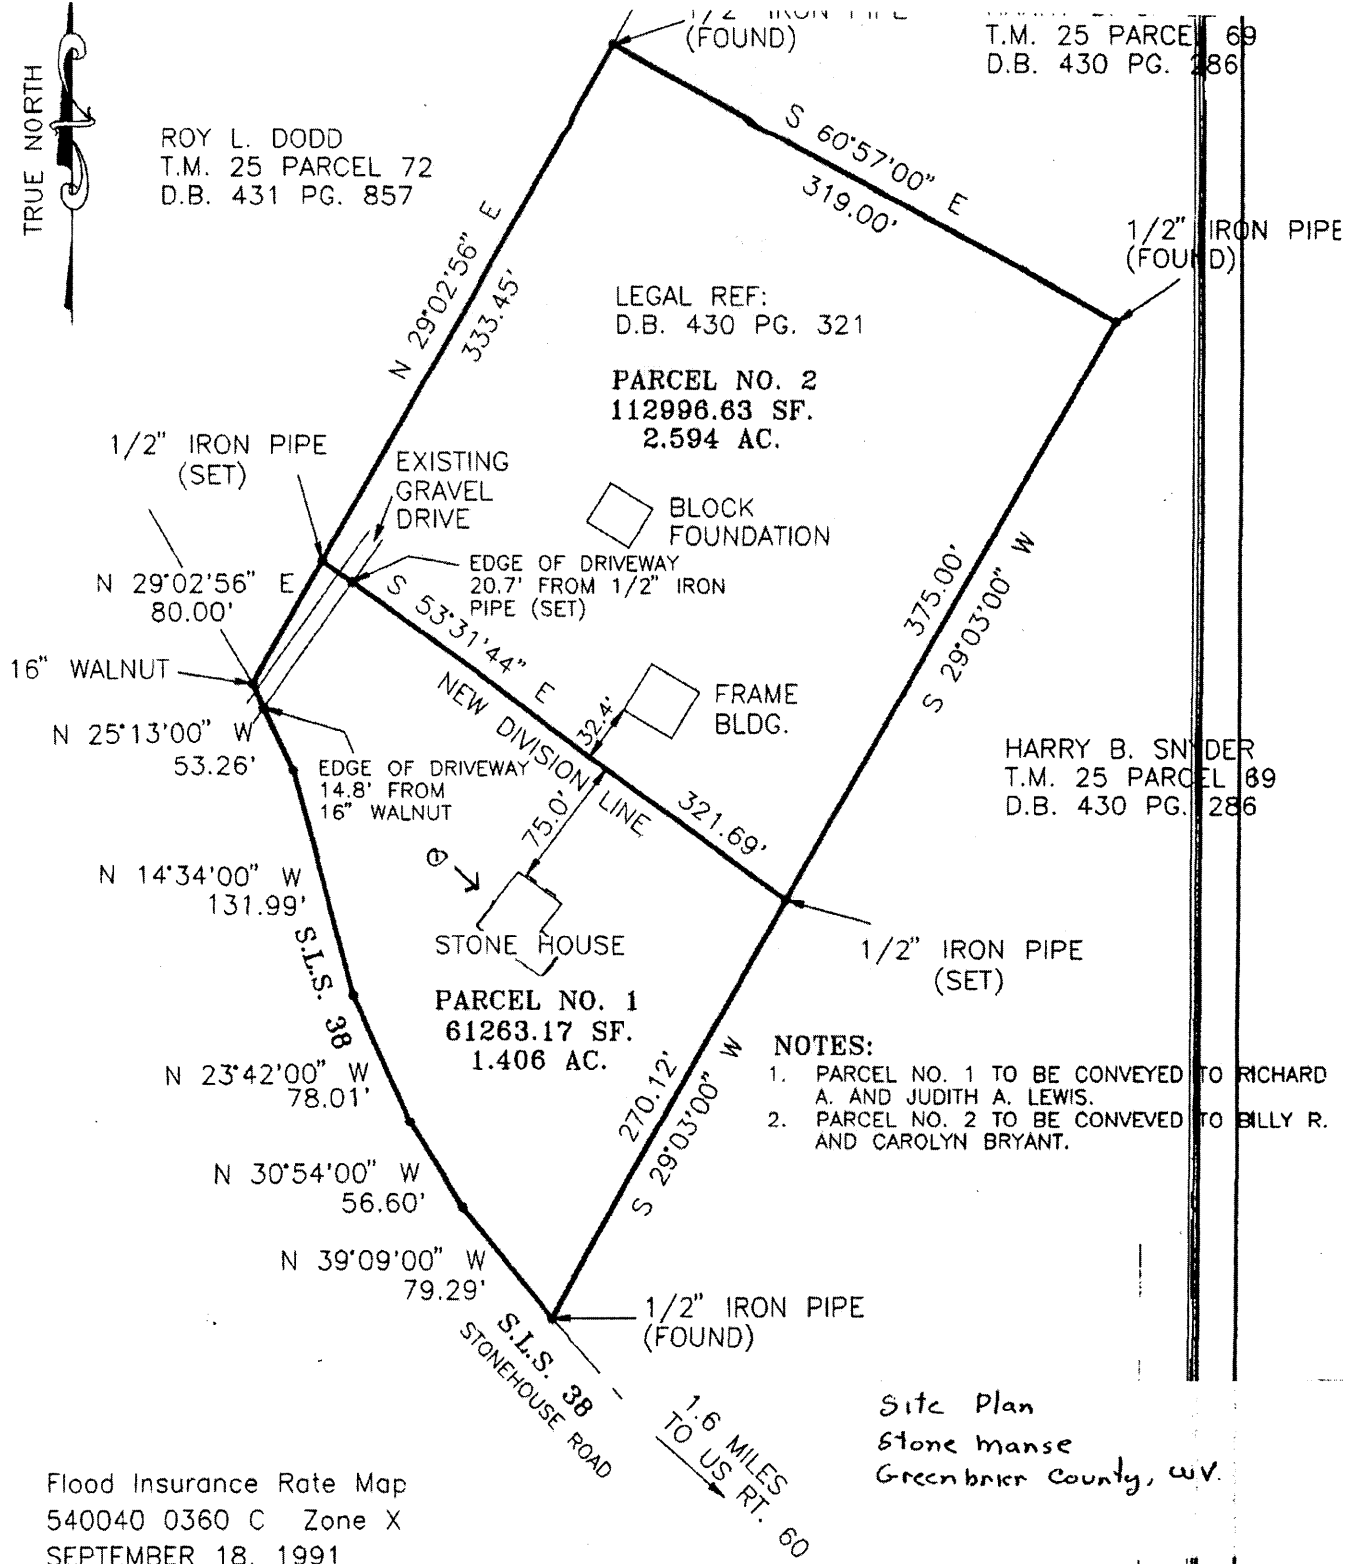 1/2" IRON PIPE
(FOUND)
T.M. 25 PARCEL 69
D.B. 430 PG. 286
TRUE NORTH
ROY L. DODD
T.M. 25 PARCEL 72
D.B. 431 PG. 857
S 60°57'00" E
319.00'
1/2" IRON PIPE
(FOUND)
N 29°02'56" E
333.45'
LEGAL REF:
D.B. 430 PG. 321
PARCEL NO. 2
112996.63 SF.
2.594 AC.
1/2" IRON PIPE
(SET)
EXISTING
GRAVEL
DRIVE
BLOCK
FOUNDATION
EDGE OF DRIVEWAY
20.7' FROM 1/2" IRON
PIPE (SET)
N 29°02'56" E
80.00'
S 53°31'44" E
321.69'
375.00'
S 29°03'00" W
16" WALNUT
NEW DIVISION LINE
32.4'
FRAME
BLDG.
N 25°13'00" W
53.26'
EDGE OF DRIVEWAY
14.8' FROM
16" WALNUT
HARRY B. SNYDER
T.M. 25 PARCEL 69
D.B. 430 PG. 286
75.0'
N 14°34'00" W
131.99'
S.L.S. 38
STONE HOUSE
1/2" IRON PIPE
(SET)
PARCEL NO. 1
61263.17 SF.
1.406 AC.
270.12'
S 29°03'00" W
NOTES:
1. PARCEL NO. 1 TO BE CONVEYED TO RICHARD
A. AND JUDITH A. LEWIS.
2. PARCEL NO. 2 TO BE CONVEVED TO BILLY R.
AND CAROLYN BRYANT.
N 23°42'00" W
78.01'
N 30°54'00" W
56.60'
N 39°09'00" W
79.29'
1/2" IRON PIPE
(FOUND)
S.L.S. 38
STONEHOUSE ROAD
1.6 MILES
TO US RT. 60
Site Plan
Stone Manse
Greenbrier County, WV.
Flood Insurance Rate Map
540040 0360 C Zone X
SEPTEMBER 18, 1991